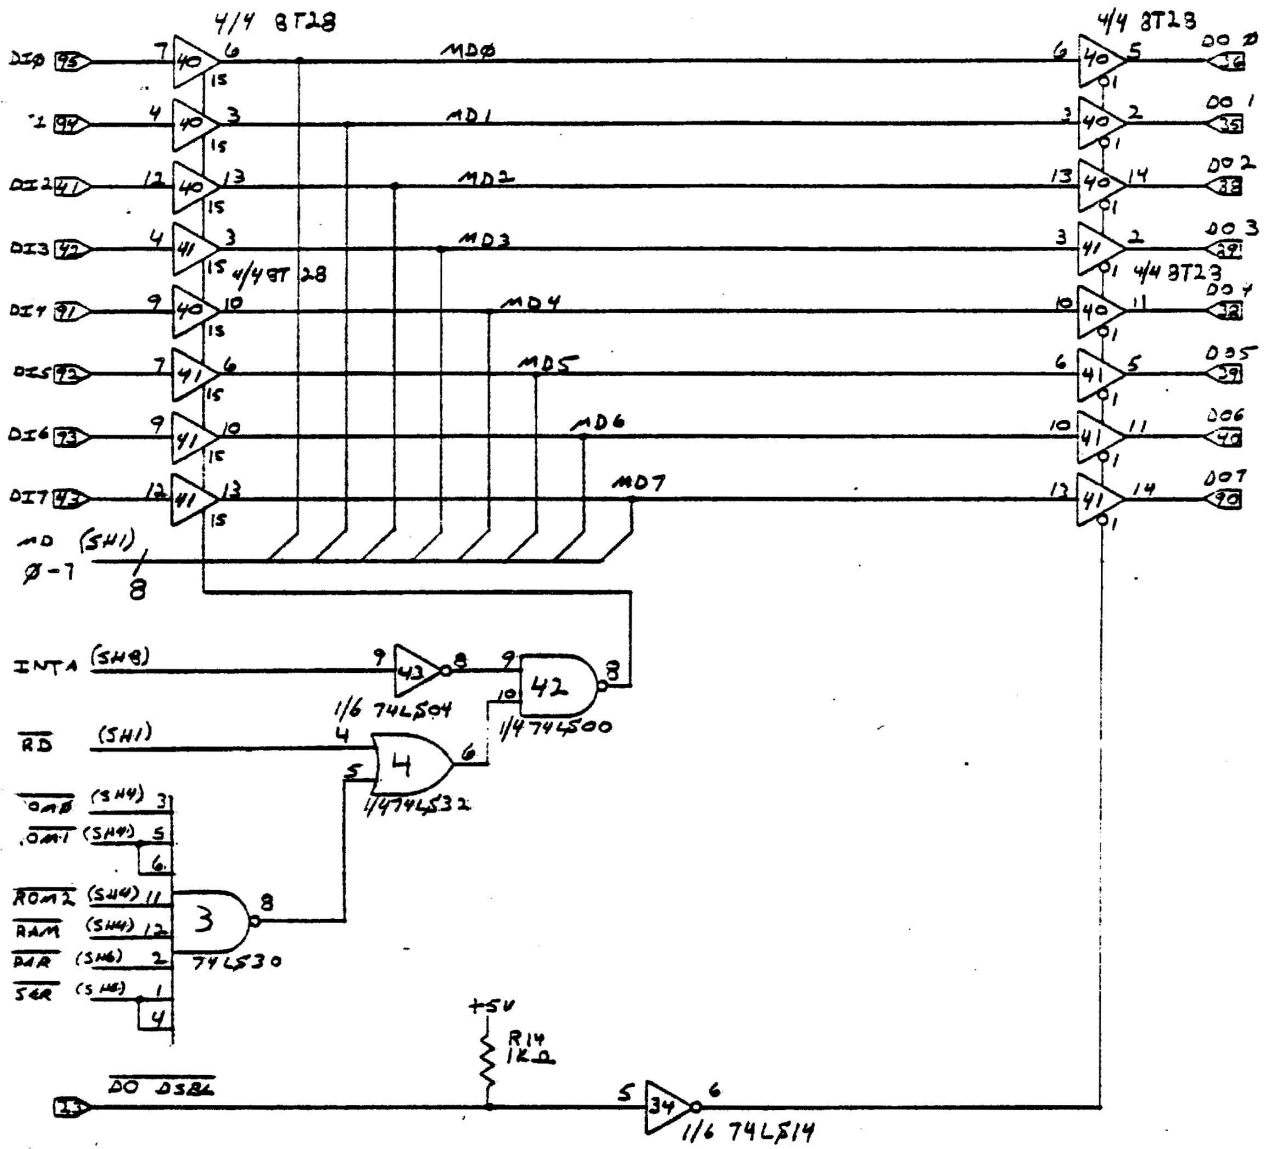 4/4 8T28 4/4 8T28
DIØ 95 7 40 6 MDØ 6 40 5 DO Ø 36
15 1
1 94 4 40 3 MD1 3 40 2 DO 1 35
15 1
DI2 41 12 40 13 MD2 13 40 14 DO 2 88
15 1
DI3 42 4 41 3 MD3 3 41 2 DO 3
15 4/4 8T28 1 4/4 8T28
DI4 91 9 40 10 MD4 10 40 11 DO 4 38
15 1
DI5 92 7 41 6 MD5 6 41 5 DO5 39
15 1
DI6 93 9 41 10 MD6 10 41 11 DO6 40
15 1
DI7 43 12 41 13 MD7 13 41 14 DO7 90
15 1
MD (SH1)
Ø-7 8
INTA (SH8) 9 43 8 9 42 8
10
1/6 74LS04 1/4 74LS00
RD (SH1) 4
4 6
5
1/4 74LS32
OMØ (SH4) 3
OM1 (SH4) 5
6
ROM2 (SH4) 11 8
3
RAM (SH4) 12
74LS30
PAR (SH6) 2
SER (SH5) 1
4
+5V
R14
1KΩ
DO DSBL
23 5 34 6
1/6 74LS14